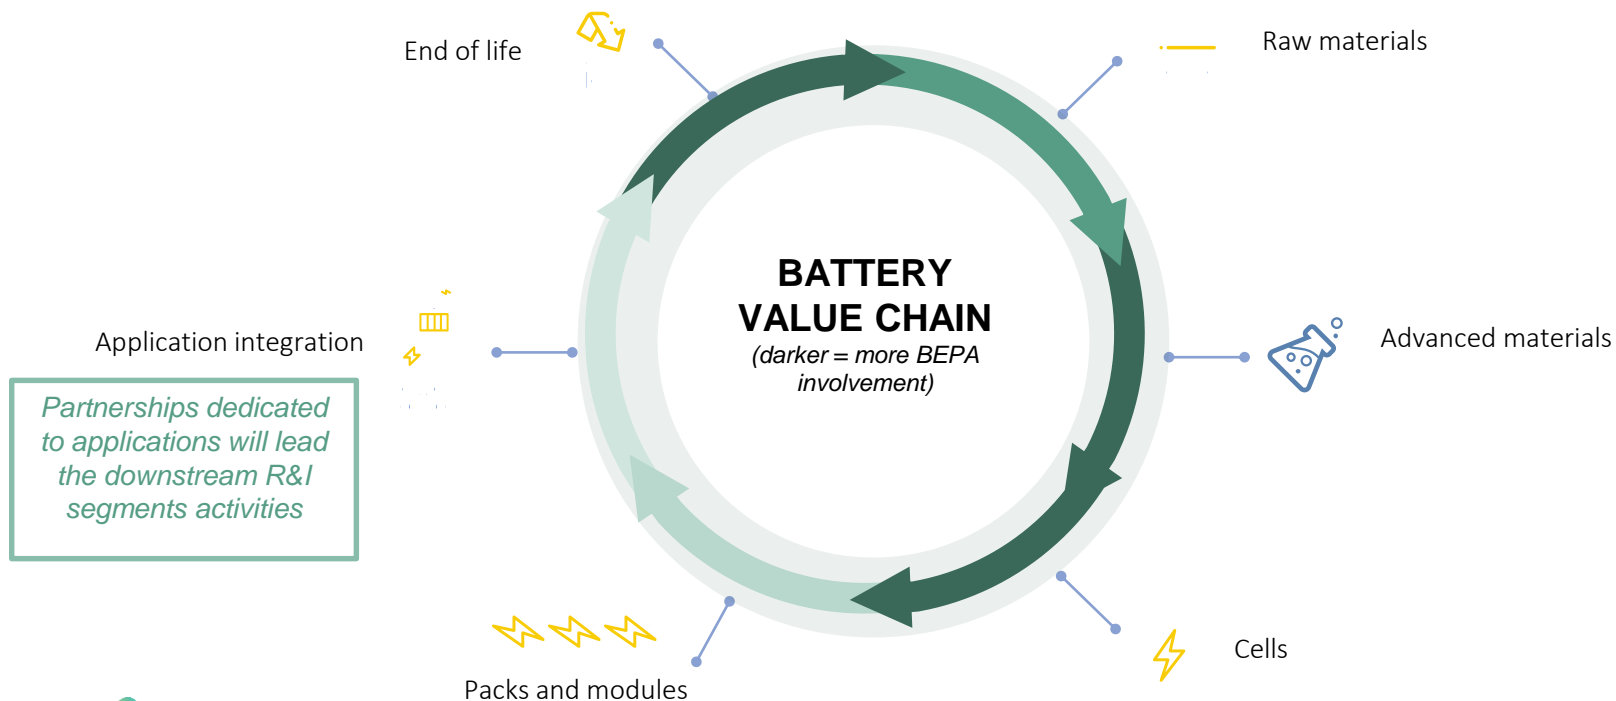 End of life
Raw materials
BATTERY
VALUE CHAIN
(darker = more BEPA
involvement)
Application integration
Advanced materials
Partnerships dedicated
to applications will lead
the downstream R&I
segments activities
Cells
Packs and modules